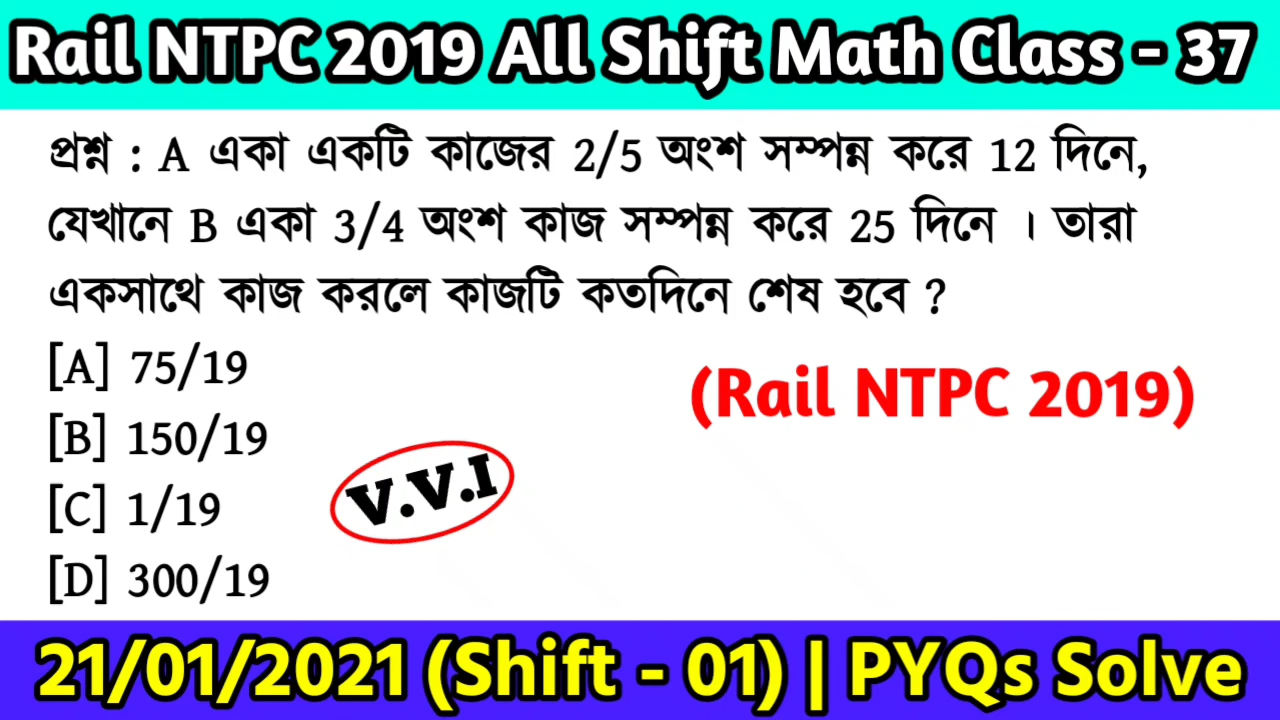 Rail NTPC 2019 All Shift Math Class - 37
প্রশ্ন : A একা একটি কাজের 2/5 অংশ সম্পন্ন করে 12 দিনে,
যেখানে B একা 3/4 অংশ কাজ সম্পন্ন করে 25 দিনে । তারা
একসাথে কাজ করলে কাজটি কতদিনে শেষ হবে ?
[A] 75/19
(Rail NTPC 2019)
[B] 150/19
[C] 1/19
V.V.I
[D] 300/19
21/01/2021 (Shift - 01) | PYQs Solve